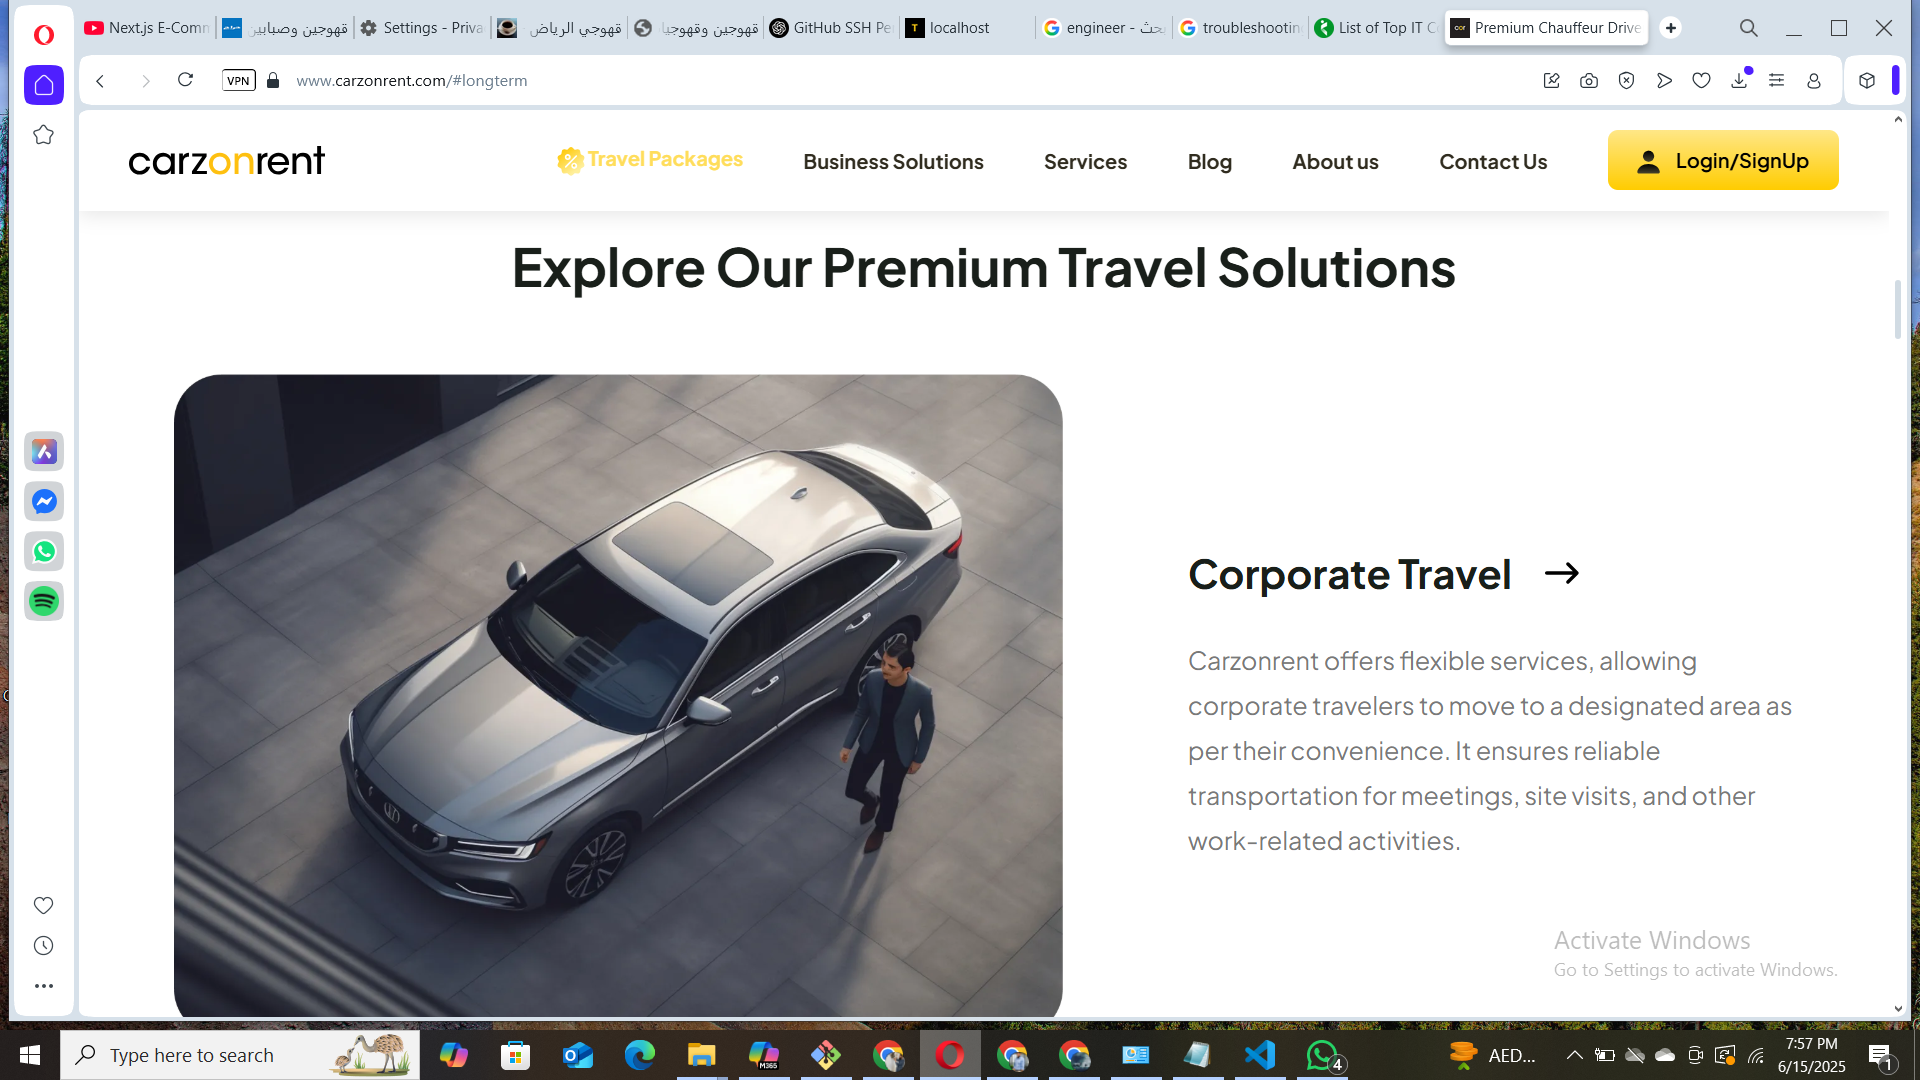 Next.js E-Comm
قهوجين وصبابين
Settings - Priva
قهوجي الرياض
قهوجين وقهوجيا
GitHub SSH Pe
localhost
engineer - بحث
troubleshootin
List of Top IT C
Premium Chauffeur Drive
VPN
www.carzonrent.com/#longterm
carzonrent
Travel Packages
Business Solutions
Services
Blog
About us
Contact Us
Login/SignUp
Explore Our Premium Travel Solutions
Corporate Travel
Carzonrent offers flexible services, allowing
corporate travelers to move to a designated area as
per their convenience. It ensures reliable
transportation for meetings, site visits, and other
work-related activities.
Activate Windows
Go to Settings to activate Windows.
Type here to search
M365
4
AED...
7:57 PM
6/15/2025
1